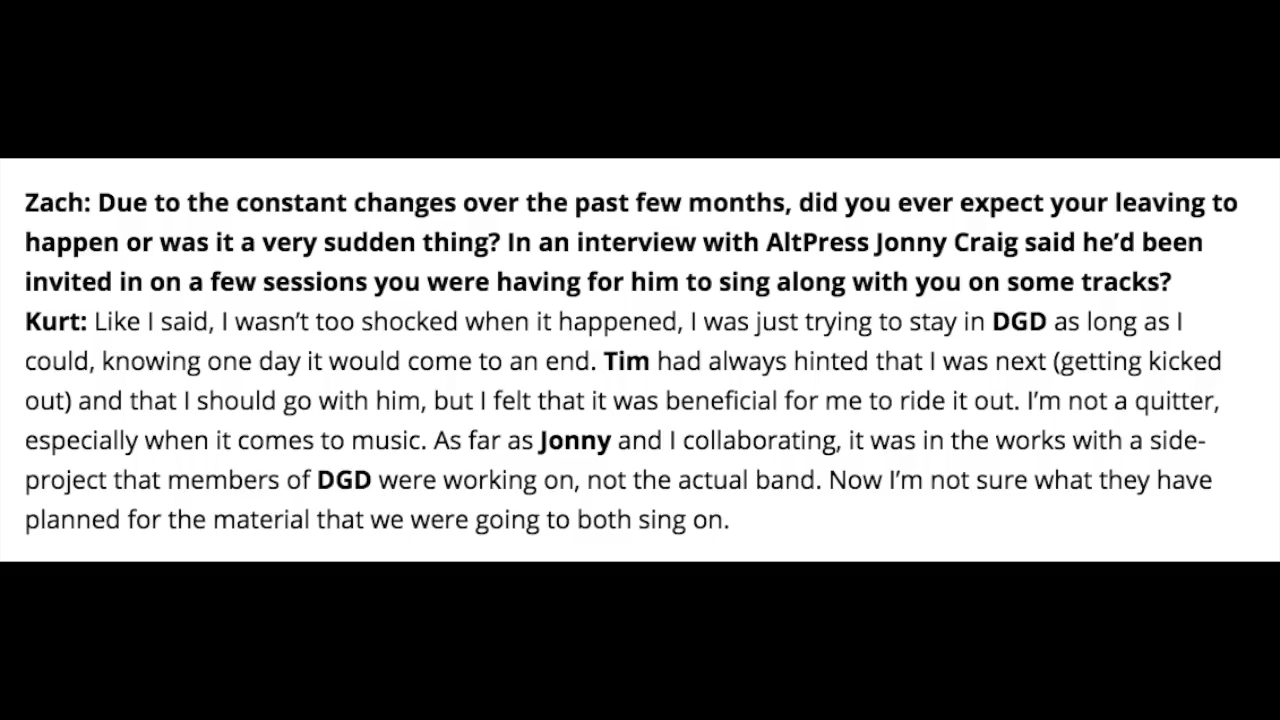 Zach: Due to the constant changes over the past few months, did you ever expect your leaving to
happen or was it a very sudden thing? In an interview with AltPress Jonny Craig said he’d been
invited in on a few sessions you were having for him to sing along with you on some tracks?
Kurt: Like I said, I wasn’t too shocked when it happened, I was just trying to stay in DGD as long as I
could, knowing one day it would come to an end. Tim had always hinted that I was next (getting kicked
out) and that I should go with him, but I felt that it was beneficial for me to ride it out. I’m not a quitter,
especially when it comes to music. As far as Jonny and I collaborating, it was in the works with a side-
project that members of DGD were working on, not the actual band. Now I’m not sure what they have
planned for the material that we were going to both sing on.